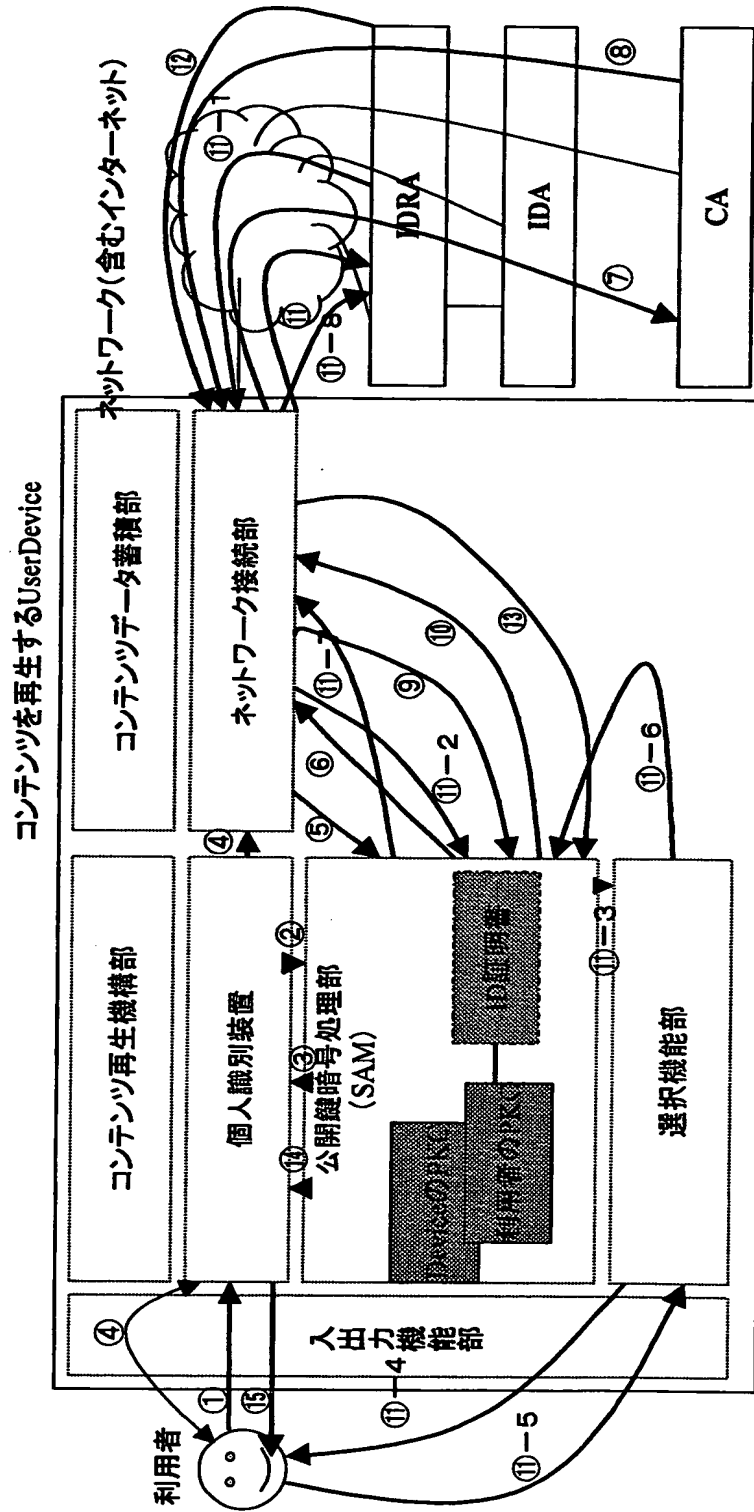 コンテンツを再生するUserDevice
ネットワーク(含むインターネット)
利用者
コンテンツ再生機構部
コンテンツデータ蓄積部
個人識別装置
ネットワーク接続部
公開鍵暗号処理部
(SAM)
DeviceのPKC
利用者のPKC
ID証明書
選択機能部
入出力機能部
IDRA
IDA
CA
①
⑮
④
④
②
③
⑭
⑤
⑥
⑨
⑩
⑬
⑪−2
⑪−3
⑪−4
⑪−5
⑪−6
⑪−8
⑪
⑪−1
⑫
⑦
⑧